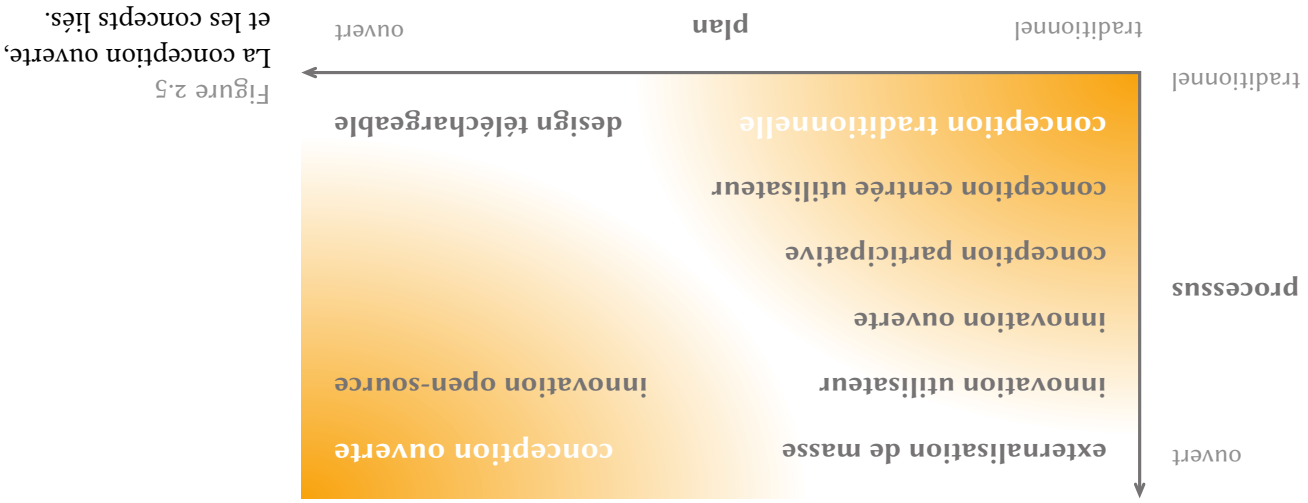 ouvert
externalisation de masse
conception ouverte
innovation utilisateur
innovation open-source
innovation ouverte
processus
conception participative
conception centrée utilisateur
conception traditionnelle
design téléchargeable
traditionnel
traditionnel
plan
ouvert
Figure 2.5
La conception ouverte,
et les concepts liés.